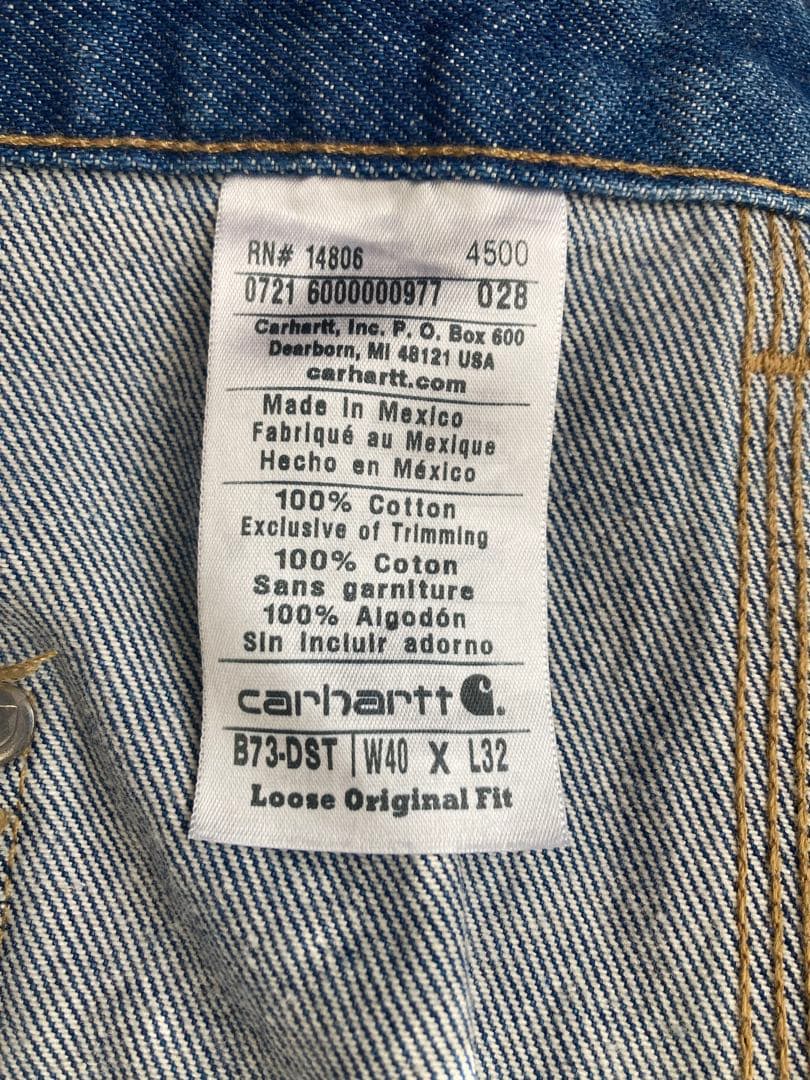 RN# 14806 4500
0721 6000000977 028
Carhartt, Inc. P. O. Box 600
Dearborn, MI 48121 USA
carhartt.com
Made In Mexico
Fabriqué au Mexique
Hecho en México
100% Cotton
Exclusive of Trimming
100% Coton
Sans garniture
100% Algodón
Sin Incluir adorno
carhartt
B73-DST | W40 X L32
Loose Original Fit